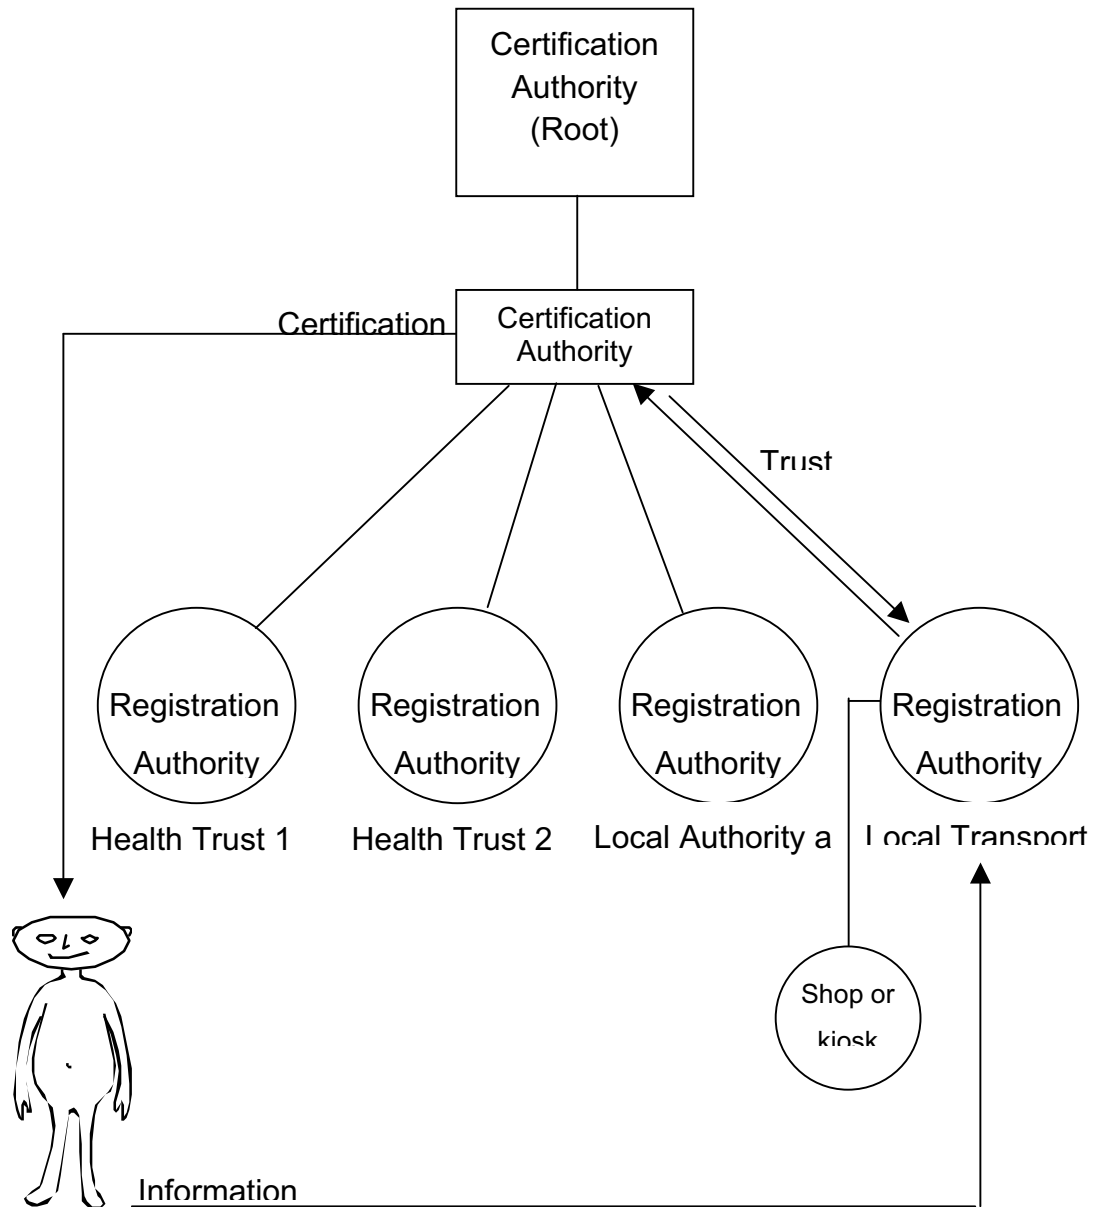 Certification
Authority
(Root)
Certification
Certification
Authority
Trust
Registration
Authority
Registration
Authority
Registration
Authority
Registration
Authority
Health Trust 1
Health Trust 2
Local Authority a
Local Transport
Shop or
kiosk
Information